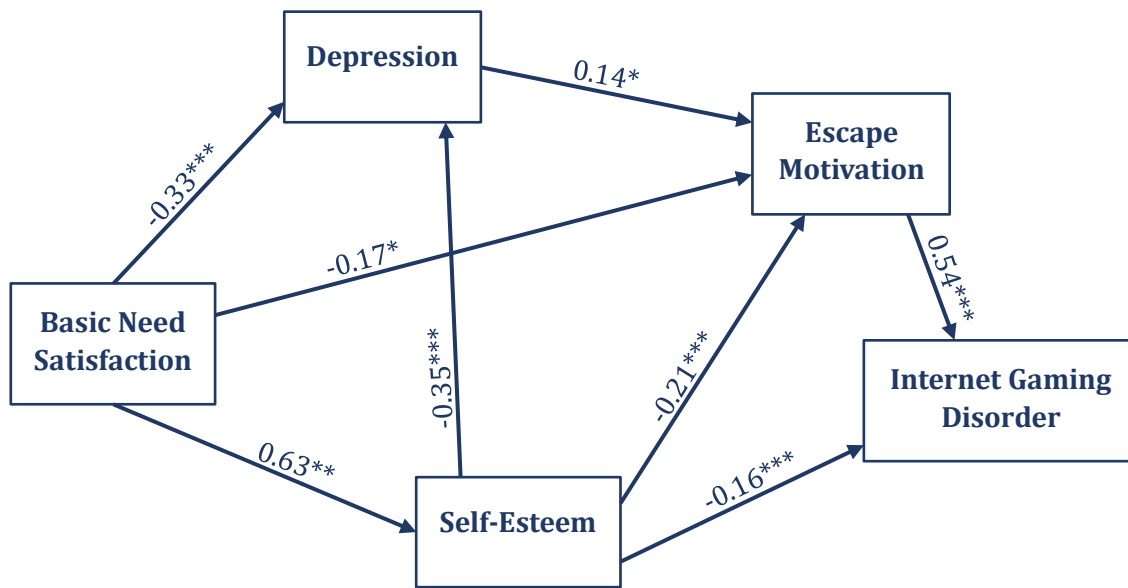 Depression
0.14*
Escape
Motivation
-0.33***
-0.17*
0.54***
Basic Need
Satisfaction
-0.35***
-0.21***
Internet Gaming
Disorder
0.63**
-0.16***
Self-Esteem